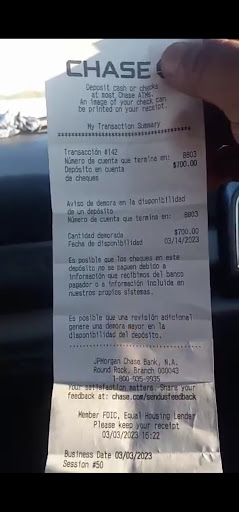 CHASE
Deposit cash or checks
at most Chase ATMs.
An image of your check can
be printed on your receipt.
My Transaction Summary
Transacción #142
Número de cuenta que termina en: 8803
Depósito en cuenta $700.00
de cheques
Aviso de demora en la disponibilidad
de un depósito
Número de cuenta que termina en: 8803
Cantidad demorada $700.00
Fecha de disponibilidad 03/14/2023
Es posible que los cheques en este
depósito no se paguen debido a
información que recibimos del banco
pagador o a información incluida en
nuestros propios sistemas.
Es posible que una revisión adicional
genere una demora mayor en la
disponibilidad del depósito.
JPMorgan Chase Bank, N.A.
Round Rock, Branch 000043
1-800-935-9935
Your satisfaction matters. Share your
feedback at: chase.com/sendusfeedback
Member FDIC, Equal Housing Lender
Please keep your receipt
03/03/2023 16:22
Business Date 03/03/2023
Session #50